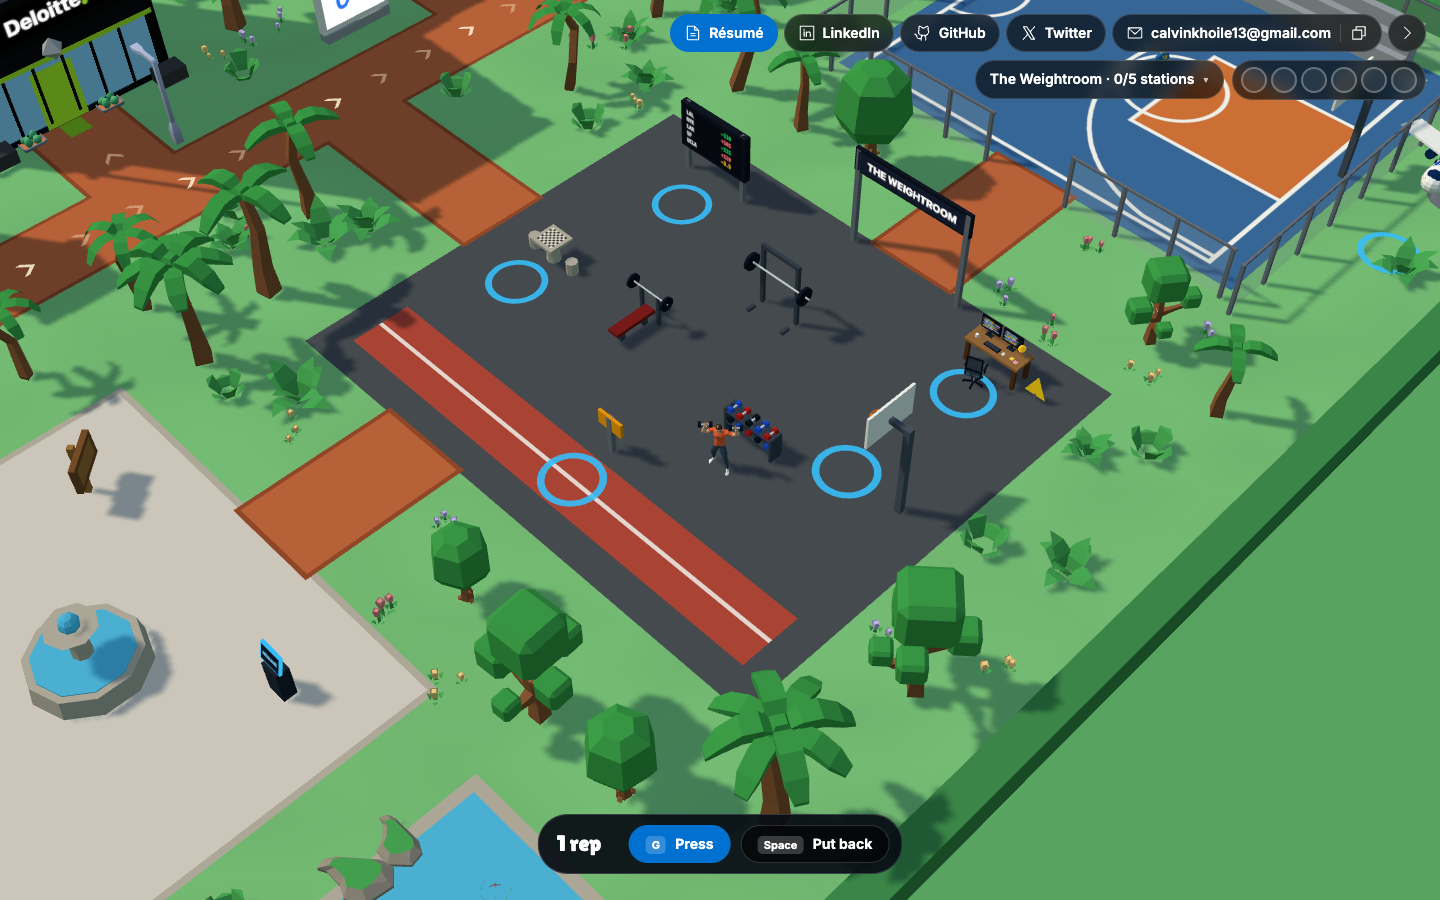 Deloitte.
Résumé
LinkedIn
GitHub
Twitter
calvinkhoile13@gmail.com
The Weightroom · 0/5 stations
THE WEIGHTROOM
1 rep
G Press
Space Put back